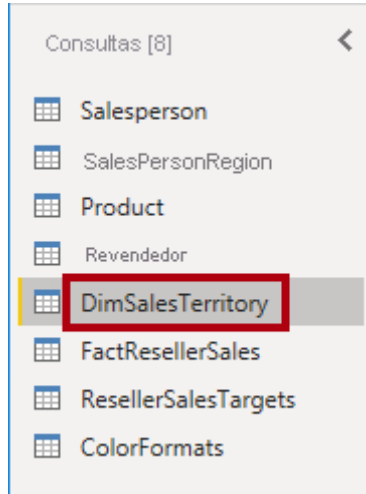 Consultas [8]
Salesperson
SalesPersonRegion
Product
Revendedor
DimSalesTerritory
FactResellerSales
ResellerSalesTargets
ColorFormats